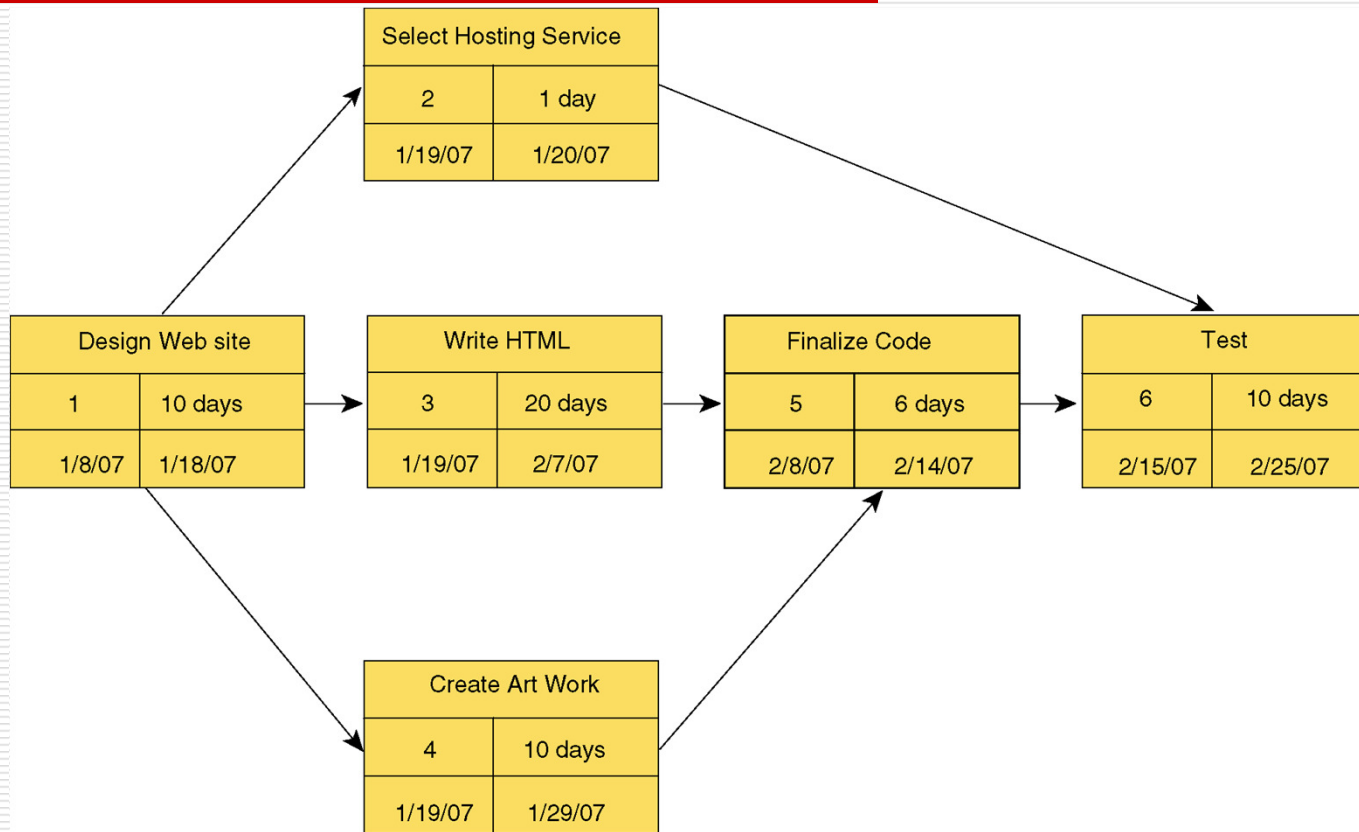 Select Hosting Service
2 1 day
1/19/07 1/20/07
Design Web site
1 10 days
1/8/07 1/18/07
Write HTML
3 20 days
1/19/07 2/7/07
Finalize Code
5 6 days
2/8/07 2/14/07
Test
6 10 days
2/15/07 2/25/07
Create Art Work
4 10 days
1/19/07 1/29/07